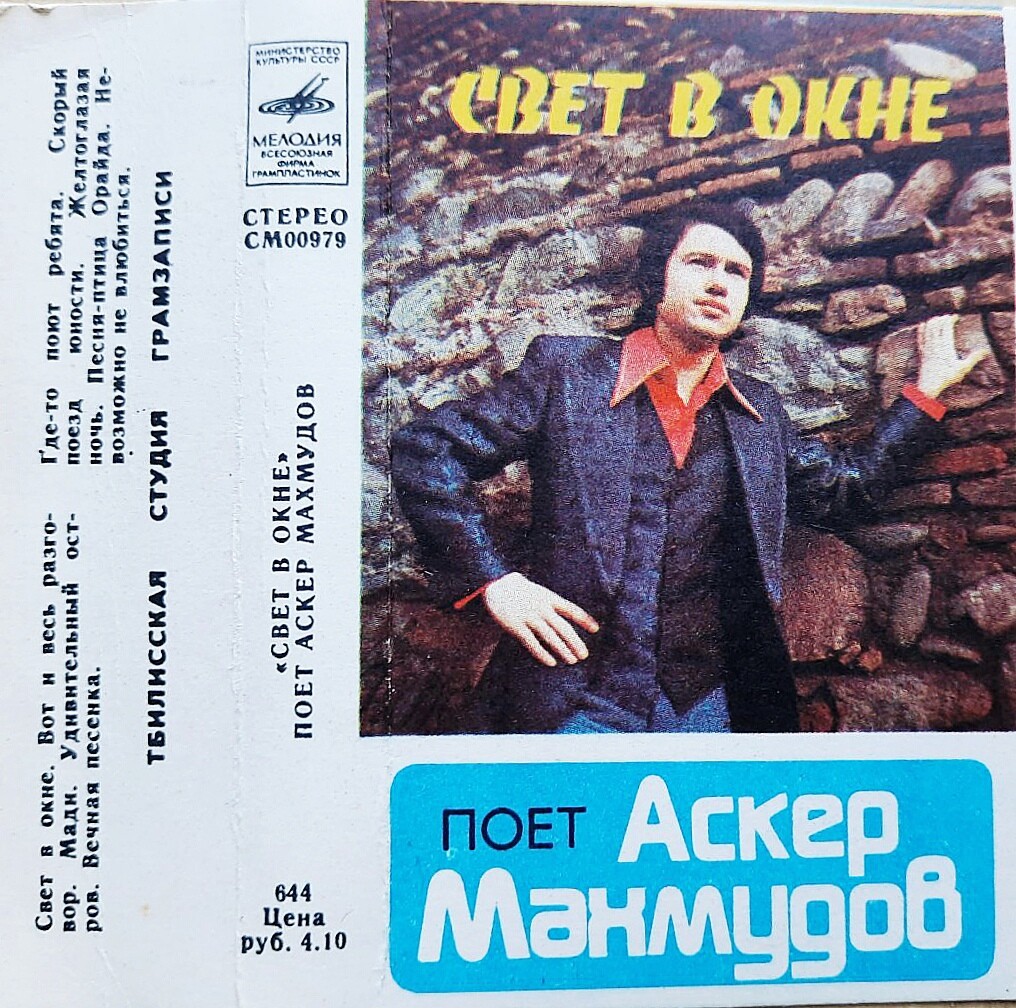 Свет в окне. Вот и весь разго-
вор. Мади. Удивительный ост-
ров. Вечная песенка.
Где-то поют ребята. Скорый
поезд юности. Желтоглазая
ночь. Песня-птица Орайда. Не-
возможно не влюбиться.
ТБИЛИССКАЯ СТУДИЯ ГРАМЗАПИСИ
МИНИСТЕРСТВО
КУЛЬТУРЫ СССР
МЕЛОДИЯ
ВСЕСОЮЗНАЯ
ФИРМА
ГРАМПЛАСТИНОК
СТЕРЕО
СМ00979
«СВЕТ В ОКНЕ»
ПОЕТ АСКЕР МАХМУДОВ
644
Цена
руб. 4.10
СВЕТ В ОКНЕ
ПОЕТ Аскер
Махмудов